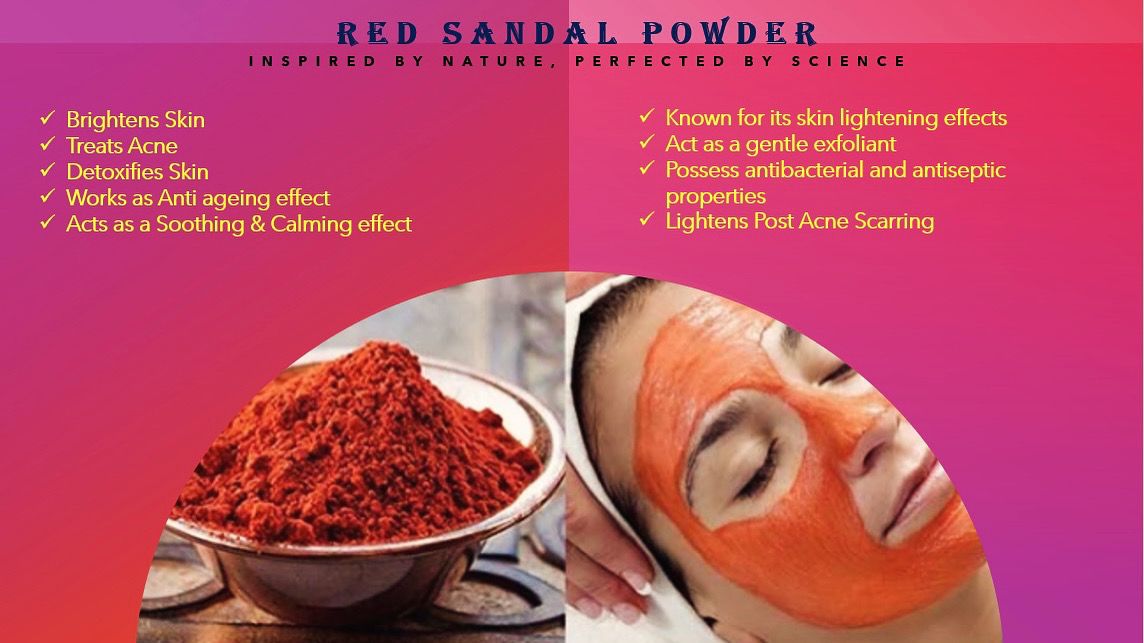 RED SANDAL POWDER
INSPIRED BY NATURE, PERFECTED BY SCIENCE
✓ Brightens Skin
✓ Treats Acne
✓ Detoxifies Skin
✓ Works as Anti ageing effect
✓ Acts as a Soothing & Calming effect
✓ Known for its skin lightening effects
✓ Act as a gentle exfoliant
✓ Possess antibacterial and antiseptic
properties
✓ Lightens Post Acne Scarring